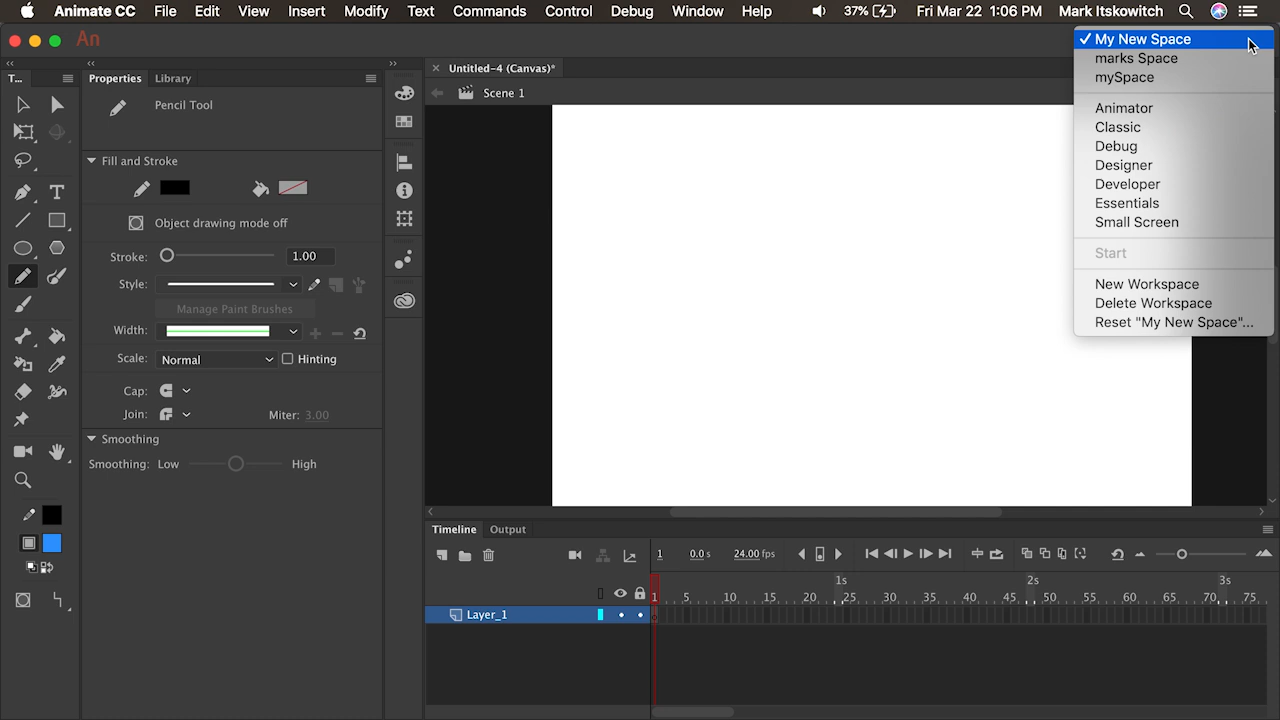 Animate CC File Edit View Insert Modify Text Commands Control Debug Window Help 37% Fri Mar 22 1:06 PM Mark Itskowitch
An
✓ My New Space
marks Space
mySpace
Animator
Classic
Debug
Designer
Developer
Essentials
Small Screen
Start
New Workspace
Delete Workspace
Reset "My New Space"...
T...
Properties Library
Pencil Tool
Fill and Stroke
Object drawing mode off
Stroke: 1.00
Style:
Manage Paint Brushes
Width:
Scale: Normal Hinting
Cap:
Join: Miter: 3.00
Smoothing
Smoothing: Low High
Untitled-4 (Canvas)*
Scene 1
Timeline Output
1 0.0 s 24.00 fps
1s 2s 3s
1 5 10 15 20 25 30 35 40 45 50 55 60 65 70 75
Layer_1